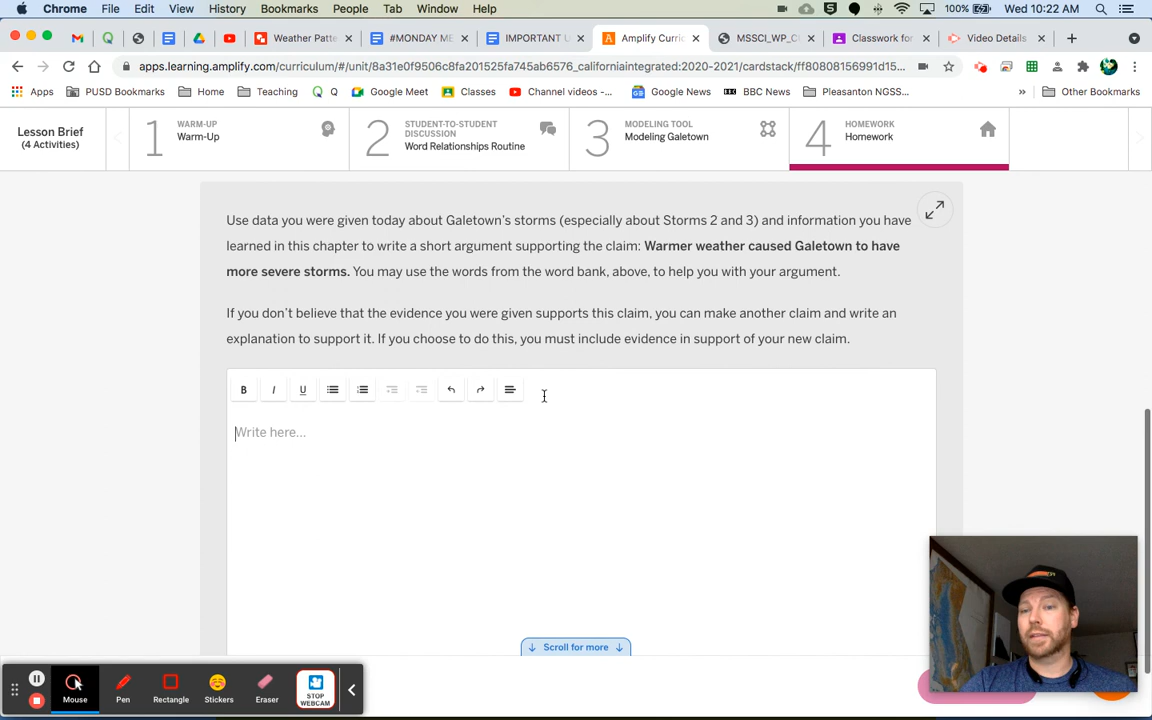 Chrome File Edit View History Bookmarks People Tab Window Help 100% Wed 10:22 AM
Weather Patte × #MONDAY ME × IMPORTANT U × Amplify Curric × MSSCI_WP_C × Classwork for × Video Details ×
apps.learning.amplify.com/curriculum/#/unit/8a31e0f9506c8fa201525fa745ab6576_californiaintegrated:2020-2021/cardstack/ff80808156991d15...
Apps PUSD Bookmarks Home Teaching Q Google Meet Classes Channel videos -... Google News BBC News Pleasanton NGSS... » Other Bookmarks
Lesson Brief
(4 Activities)
1 WARM-UP
Warm-Up
2 STUDENT-TO-STUDENT
DISCUSSION
Word Relationships Routine
3 MODELING TOOL
Modeling Galetown
4 HOMEWORK
Homework
Use data you were given today about Galetown's storms (especially about Storms 2 and 3) and information you have
learned in this chapter to write a short argument supporting the claim: Warmer weather caused Galetown to have
more severe storms. You may use the words from the word bank, above, to help you with your argument.
If you don't believe that the evidence you were given supports this claim, you can make another claim and write an
explanation to support it. If you choose to do this, you must include evidence in support of your new claim.
B I U
Write here...
↓ Scroll for more ↓
Mouse Pen Rectangle Stickers Eraser STOP
WEBCAM